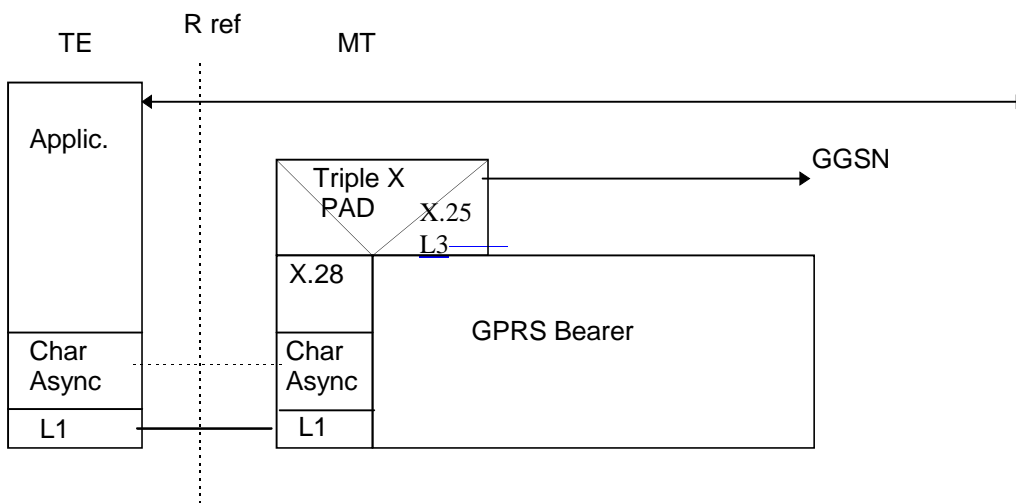 R ref
TE
MT
Applic.
GGSN
Triple X
PAD
X.25
L3
X.28
GPRS Bearer
Char
Async
Char
Async
L1
L1